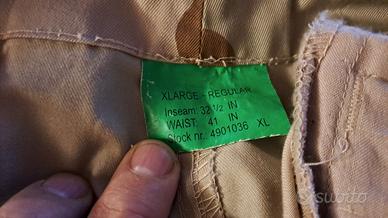 XLARGE - REGULAR
Inseam: 32 ½ IN
WAIST: 41 IN
Stock nr.: 4901036 XL
subito